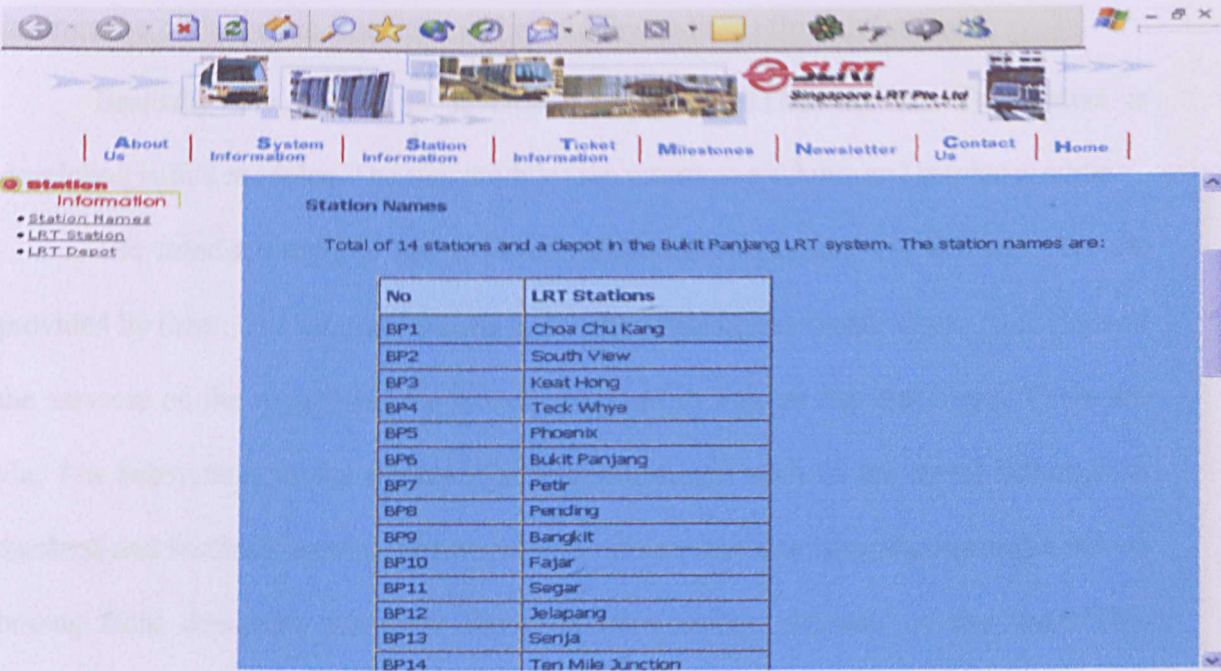 SLRT
Singapore LRT Pte Ltd
About Us
System Information
Station Information
Ticket Information
Milestones
Newsletter
Contact Us
Home
Station
Information
Station Names
LRT Station
LRT Depot
Station Names
Total of 14 stations and a depot in the Bukit Panjang LRT system. The station names are:
No LRT Stations
BP1 Choa Chu Kang
BP2 South View
BP3 Keat Hong
BP4 Teck Whye
BP5 Phoenix
BP6 Bukit Panjang
BP7 Petir
BP8 Pending
BP9 Bangkit
BP10 Fajar
BP11 Segar
BP12 Jelapang
BP13 Senja
BP14 Ten Mile Junction
provided by